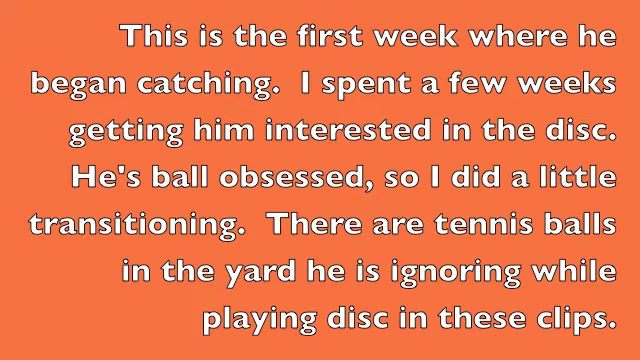 This is the first week where he
began catching.  I spent a few weeks
getting him interested in the disc.
He's ball obsessed, so I did a little
transitioning.  There are tennis balls
in the yard he is ignoring while
playing disc in these clips.